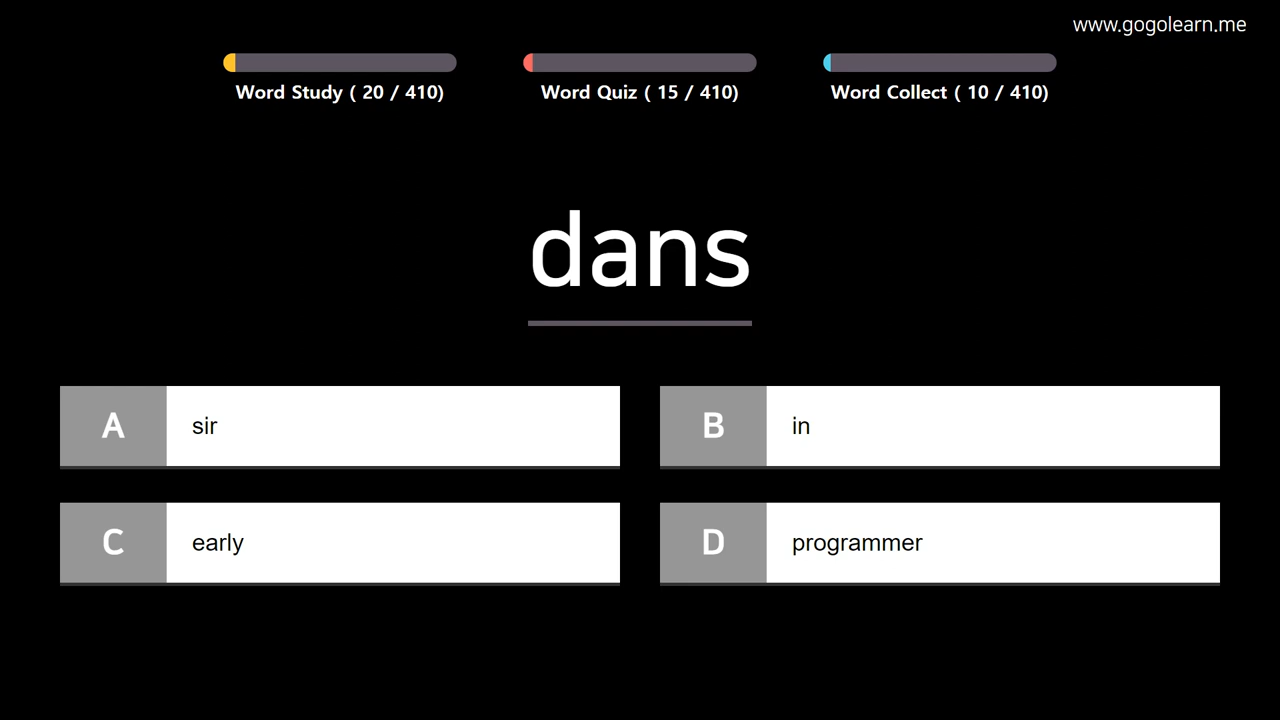 www.gogolearn.me
Word Study ( 20 / 410)
Word Quiz ( 15 / 410)
Word Collect ( 10 / 410)
dans
A sir
B in
C early
D programmer